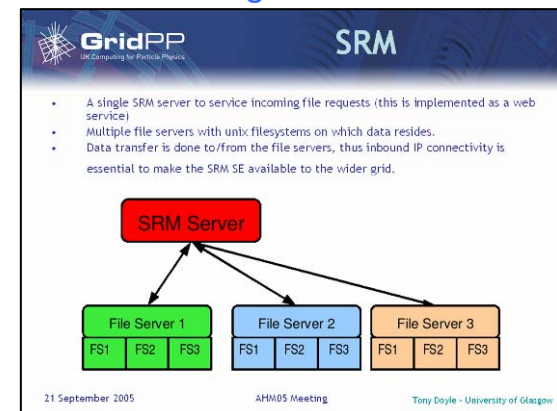 GridPP
UK Computing for Particle Physics
SRM
• A single SRM server to service incoming file requests (this is implemented as a web
service)
• Multiple file servers with unix filesystems on which data resides.
• Data transfer is done to/from the file servers, thus inbound IP connectivity is
essential to make the SRM SE available to the wider grid.
SRM Server
File Server 1 File Server 2 File Server 3
FS1 FS2 FS3 FS1 FS2 FS3 FS1 FS2 FS3
21 September 2005 AHM05 Meeting Tony Doyle - University of Glasgow